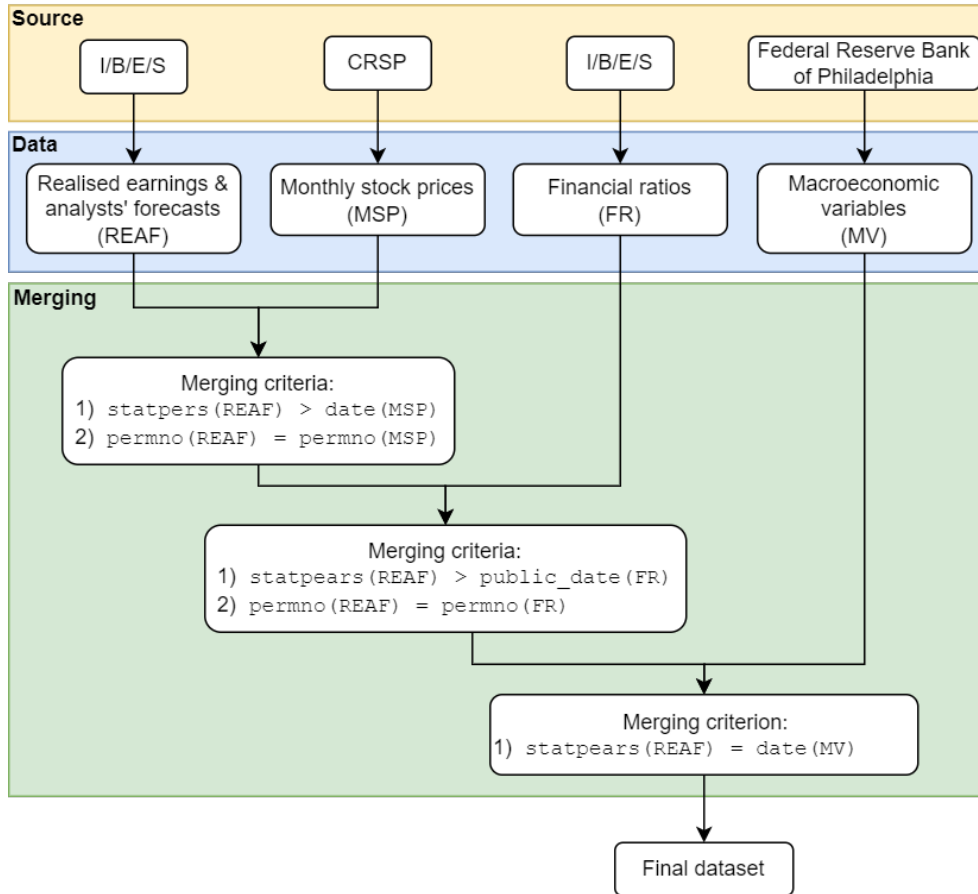 Source
I/B/E/S
CRSP
I/B/E/S
Federal Reserve Bank
of Philadelphia
Data
Realised earnings &
analysts' forecasts
(REAF)
Monthly stock prices
(MSP)
Financial ratios
(FR)
Macroeconomic
variables
(MV)
Merging
Merging criteria:
1) statpers(REAF) > date(MSP)
2) permno(REAF) = permno(MSP)
Merging criteria:
1) statpears(REAF) > public_date(FR)
2) permno(REAF) = permno(FR)
Merging criterion:
1) statpears(REAF) = date(MV)
Final dataset